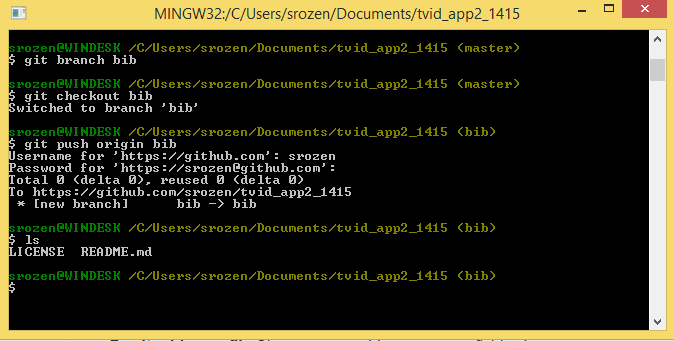 MINGW32:/C/Users/srozen/Documents/tvid_app2_1415
srozen@WINDESK /C/Users/srozen/Documents/tvid_app2_1415 (master)
$ git branch bib
srozen@WINDESK /C/Users/srozen/Documents/tvid_app2_1415 (master)
$ git checkout bib
Switched to branch 'bib'
srozen@WINDESK /C/Users/srozen/Documents/tvid_app2_1415 (bib)
$ git push origin bib
Username for 'https://github.com': srozen
Password for 'https://srozen@github.com':
Total 0 (delta 0), reused 0 (delta 0)
To https://github.com/srozen/tvid_app2_1415
 * [new branch]      bib -> bib
srozen@WINDESK /C/Users/srozen/Documents/tvid_app2_1415 (bib)
$ ls
LICENSE  README.md
srozen@WINDESK /C/Users/srozen/Documents/tvid_app2_1415 (bib)
$